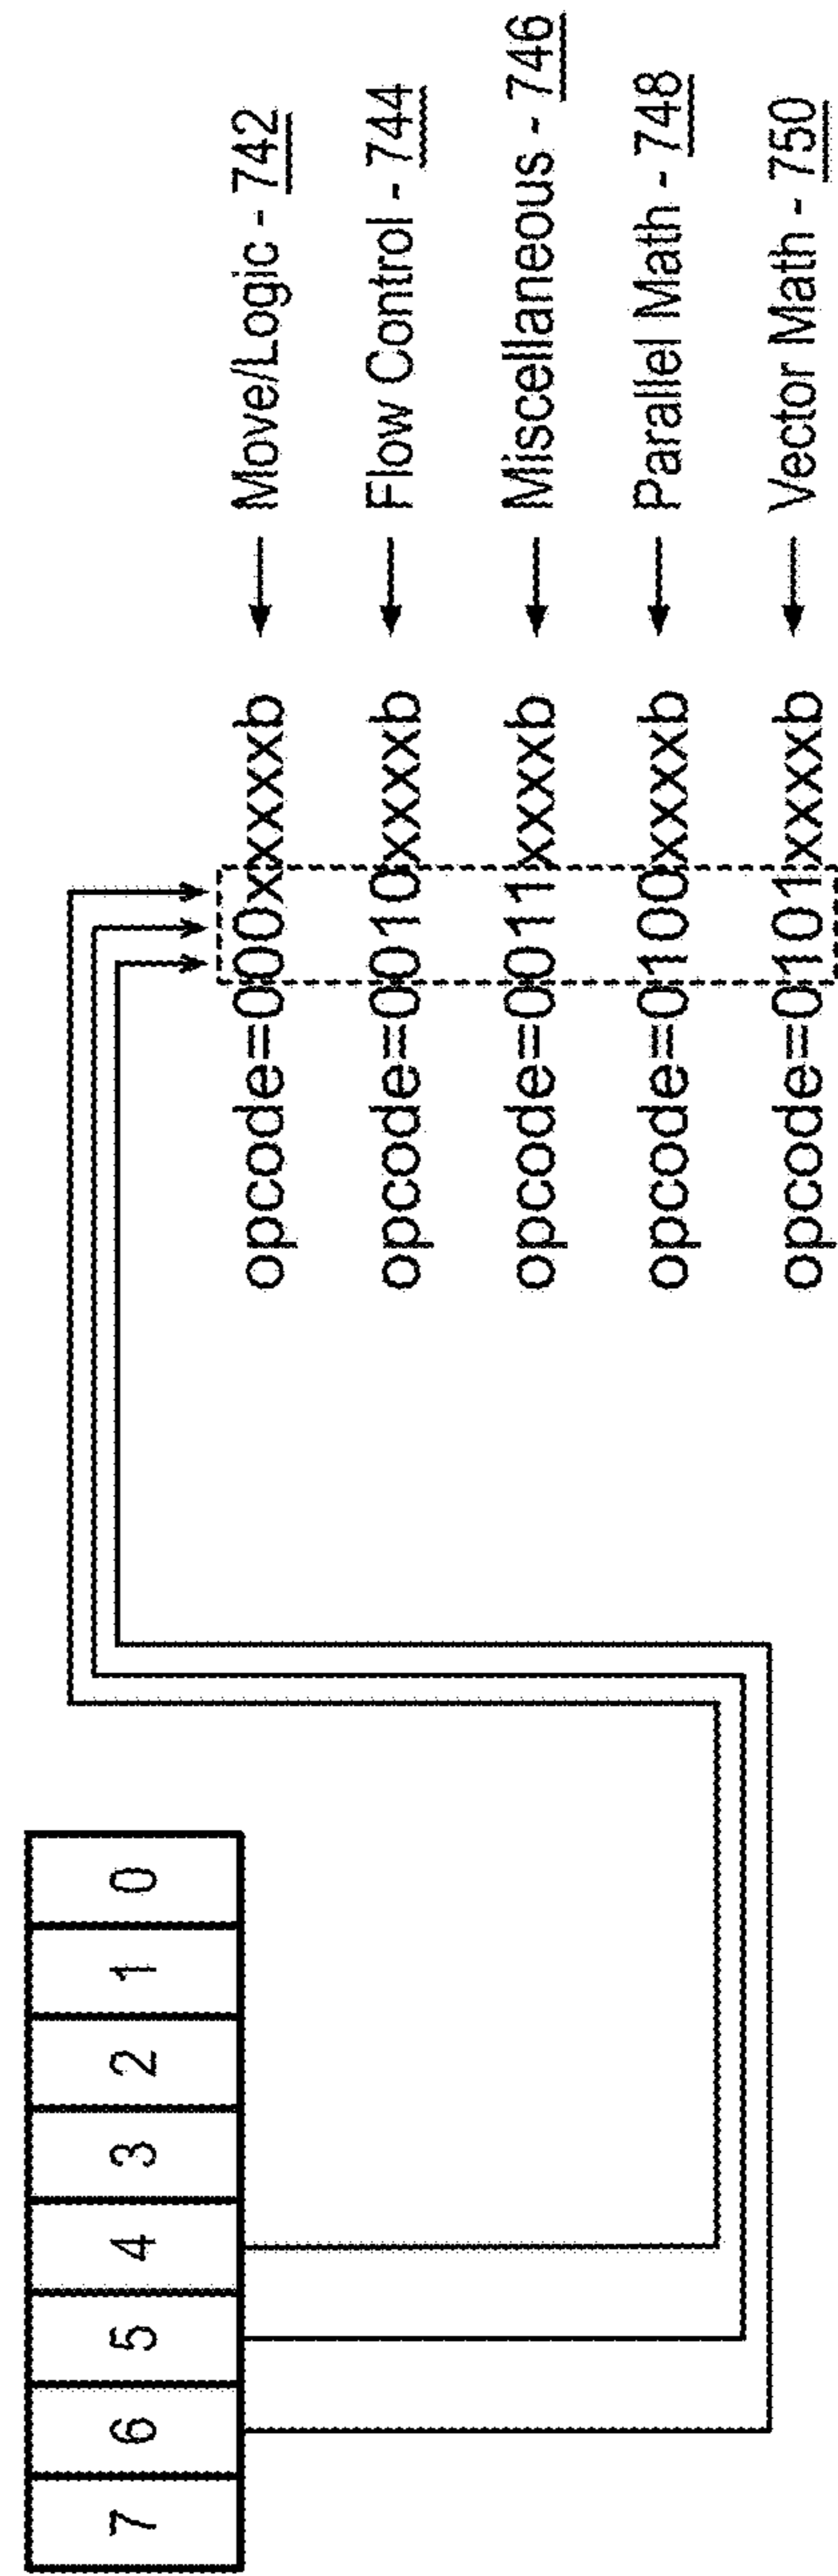 7 6 5 4 3 2 1 0
opcode=000xxxxxb Move/Logic - 742
opcode=0010xxxxb Flow Control - 744
opcode=0011xxxxb Miscellaneous - 746
opcode=0100xxxxb Parallel Math - 748
opcode=0101xxxxb Vector Math - 750